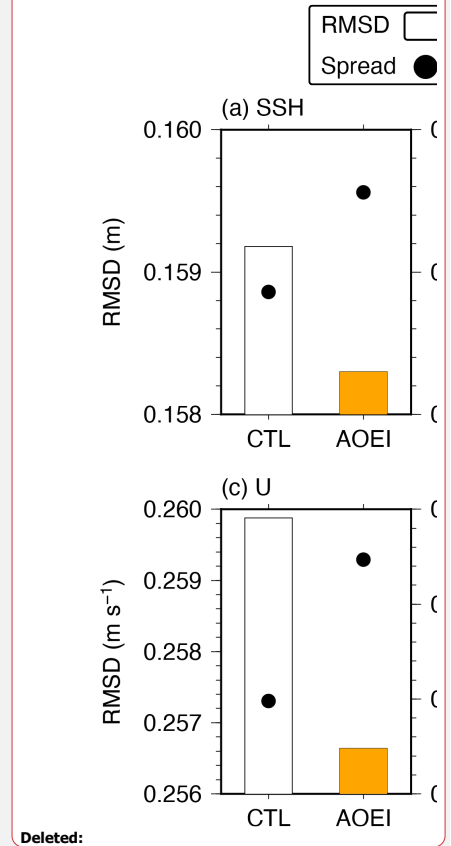 RMSD
Spread
(a) SSH
0.160
0.159
0.158
RMSD (m)
CTL AOEI
(c) U
0.260
0.259
0.258
0.257
0.256
RMSD (m s⁻¹)
CTL AOEI
Deleted: